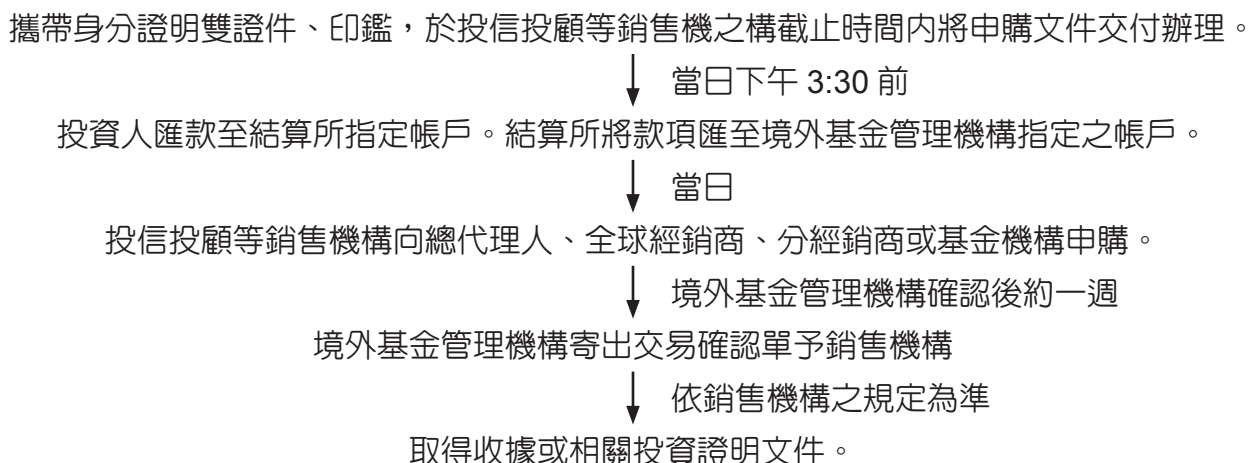 攜帶身分證明雙證件、印鑑，於投信投顧等銷售機之構截止時間內將申購文件交付辦理。
當日下午 3:30 前
投資人匯款至結算所指定帳戶。結算所將款項匯至境外基金管理機構指定之帳戶。
當日
投信投顧等銷售機構向總代理人、全球經銷商、分經銷商或基金機構申購。
境外基金管理機構確認後約一週
境外基金管理機構寄出交易確認單予銷售機構
依銷售機構之規定為準
取得收據或相關投資證明文件。